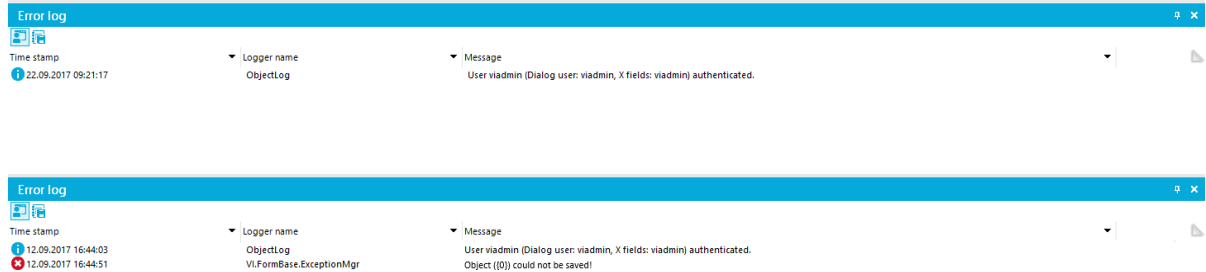 Error log
Time stamp Logger name Message
22.09.2017 09:21:17 ObjectLog User viadmin (Dialog user: viadmin, X fields: viadmin) authenticated.
Error log
Time stamp Logger name Message
12.09.2017 16:44:03 ObjectLog User viadmin (Dialog user: viadmin, X fields: viadmin) authenticated.
12.09.2017 16:44:51 VI.FormBase.ExceptionMgr Object ({0}) could not be saved!